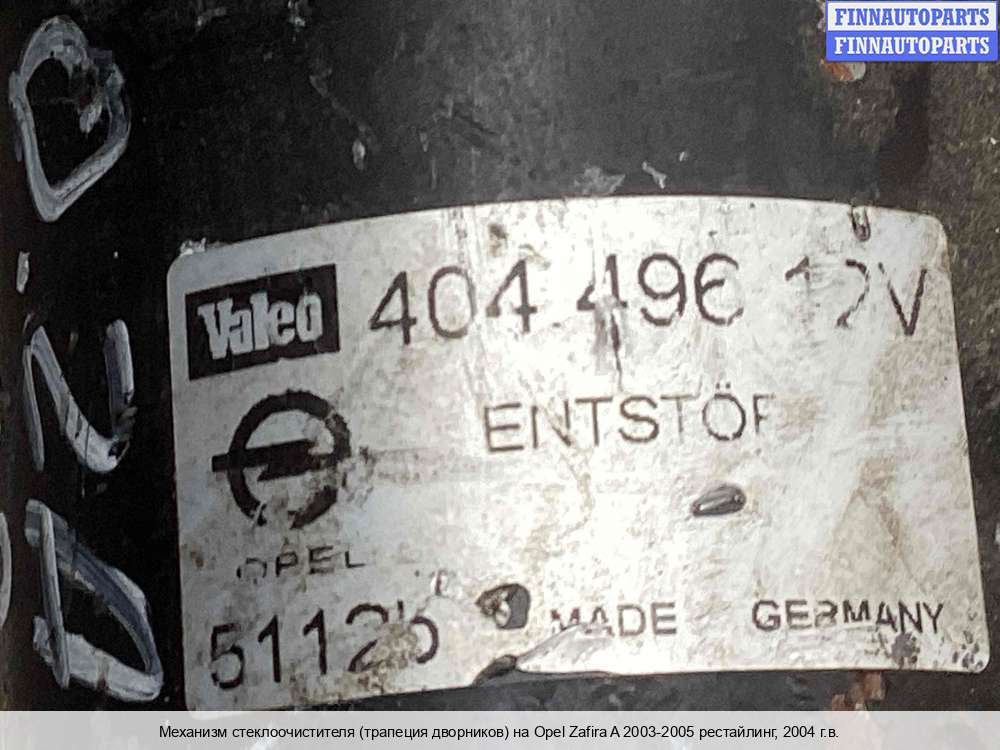 FINNAUTOPARTS
FINNAUTOPARTS
Valeo 404 496 12V
ENTSTÖR
OPEL
MADE GERMANY
Механизм стеклоочистителя (трапеция дворников) на Opel Zafira A 2003-2005 рестайлинг, 2004 г.в.